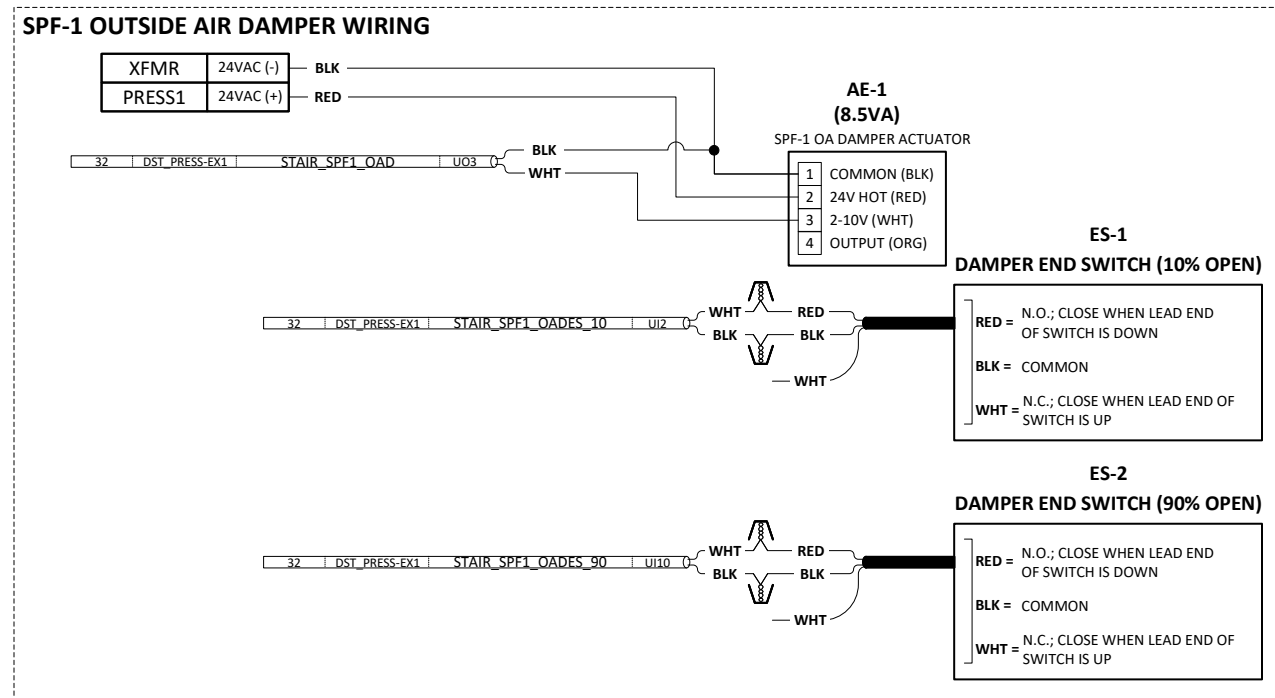 SPF-1 OUTSIDE AIR DAMPER WIRING
XFMR 24VAC (-) BLK
PRESS1 24VAC (+) RED
AE-1
(8.5VA)
SPF-1 OA DAMPER ACTUATOR
32 DST_PRESS-EX1 STAIR_SPF1_OAD UO3
BLK
WHT
1 COMMON (BLK)
2 24V HOT (RED)
3 2-10V (WHT)
4 OUTPUT (ORG)
ES-1
DAMPER END SWITCH (10% OPEN)
32 DST_PRESS-EX1 STAIR_SPF1_OADES_10 UI2
WHT RED
BLK BLK
WHT
RED = N.O.; CLOSE WHEN LEAD END
OF SWITCH IS DOWN
BLK = COMMON
WHT = N.C.; CLOSE WHEN LEAD END OF
SWITCH IS UP
ES-2
DAMPER END SWITCH (90% OPEN)
32 DST_PRESS-EX1 STAIR_SPF1_OADES_90 UI10
WHT RED
BLK BLK
WHT
RED = N.O.; CLOSE WHEN LEAD END
OF SWITCH IS DOWN
BLK = COMMON
WHT = N.C.; CLOSE WHEN LEAD END OF
SWITCH IS UP